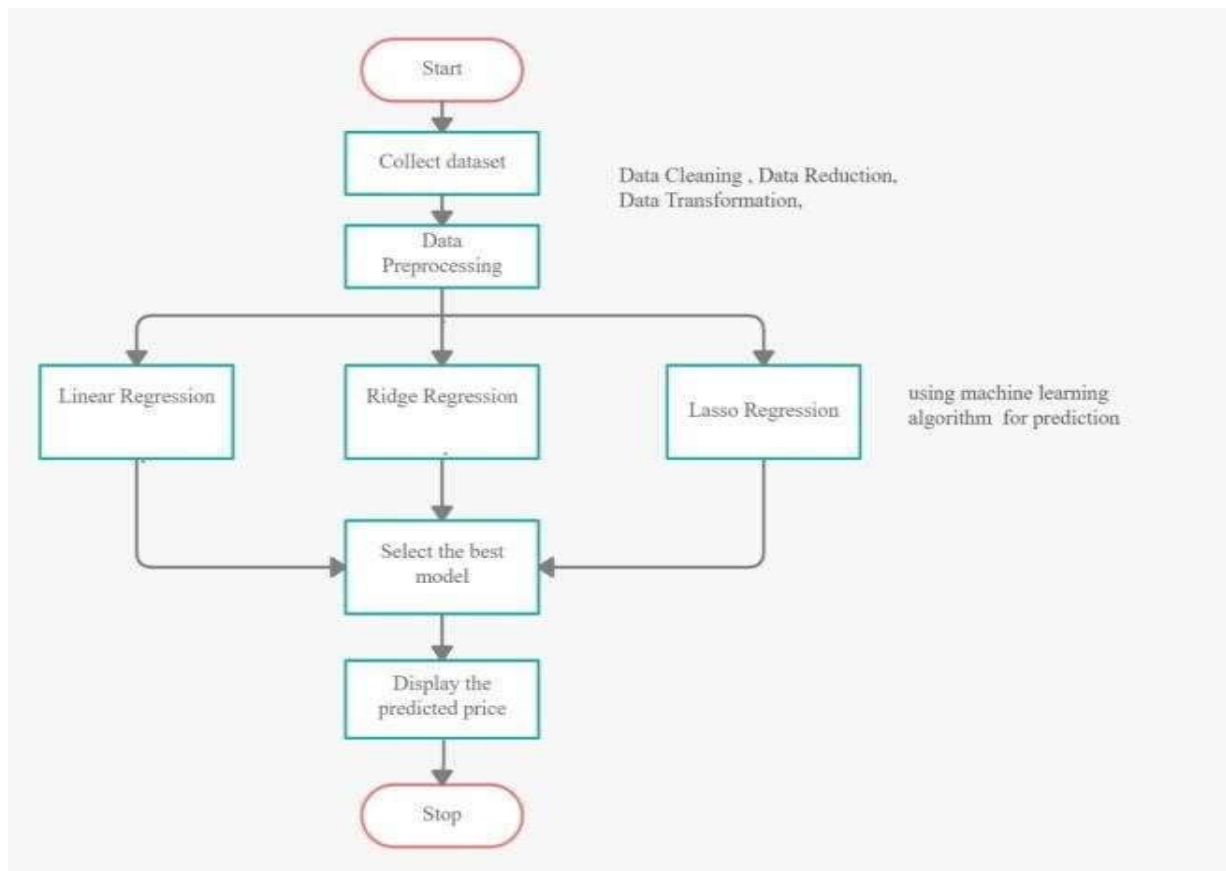 Start
Collect dataset
Data Cleaning , Data Reduction,
Data Transformation,
Data
Preprocessing
Linear Regression
Ridge Regression
Lasso Regression
using machine learning
algorithm for prediction
Select the best
model
Display the
predicted price
Stop